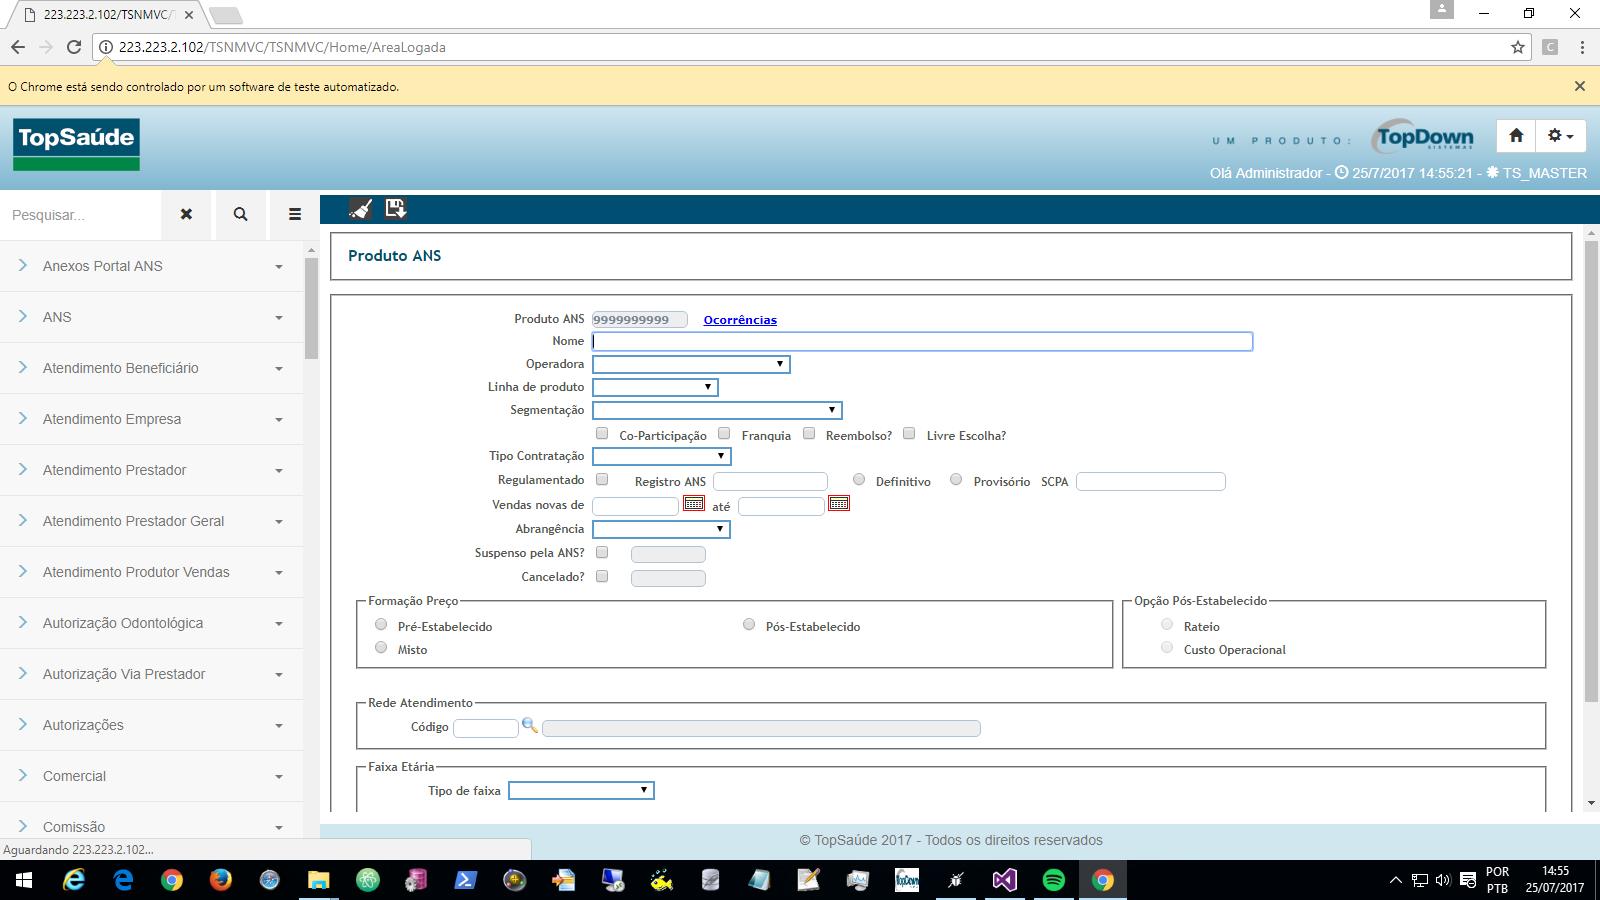 223.223.2.102/TSNMVC/T
223.223.2.102/TSNMVC/TSNMVC/Home/AreaLogada
C
O Chrome está sendo controlado por um software de teste automatizado.
TopSaúde
UM PRODUTO:
TopDown
SISTEMAS
Olá Administrador - 25/7/2017 14:55:21 - TS_MASTER
Pesquisar...
Anexos Portal ANS
ANS
Atendimento Beneficiário
Atendimento Empresa
Atendimento Prestador
Atendimento Prestador Geral
Atendimento Produtor Vendas
Autorização Odontológica
Autorização Via Prestador
Autorizações
Comercial
Comissão
Produto ANS
Produto ANS 9999999999 Ocorrências
Nome
Operadora
Linha de produto
Segmentação
Co-Participação Franquia Reembolso? Livre Escolha?
Tipo Contratação
Regulamentado Registro ANS Definitivo Provisório SCPA
Vendas novas de até
Abrangência
Suspenso pela ANS?
Cancelado?
Formação Preço
Pré-Estabelecido Pós-Estabelecido
Misto
Opção Pós-Estabelecido
Rateio
Custo Operacional
Rede Atendimento
Código
Faixa Etária
Tipo de faixa
© TopSaúde 2017 - Todos os direitos reservados
Aguardando 223.223.2.102...
TopDown
POR
PTB
14:55
25/07/2017